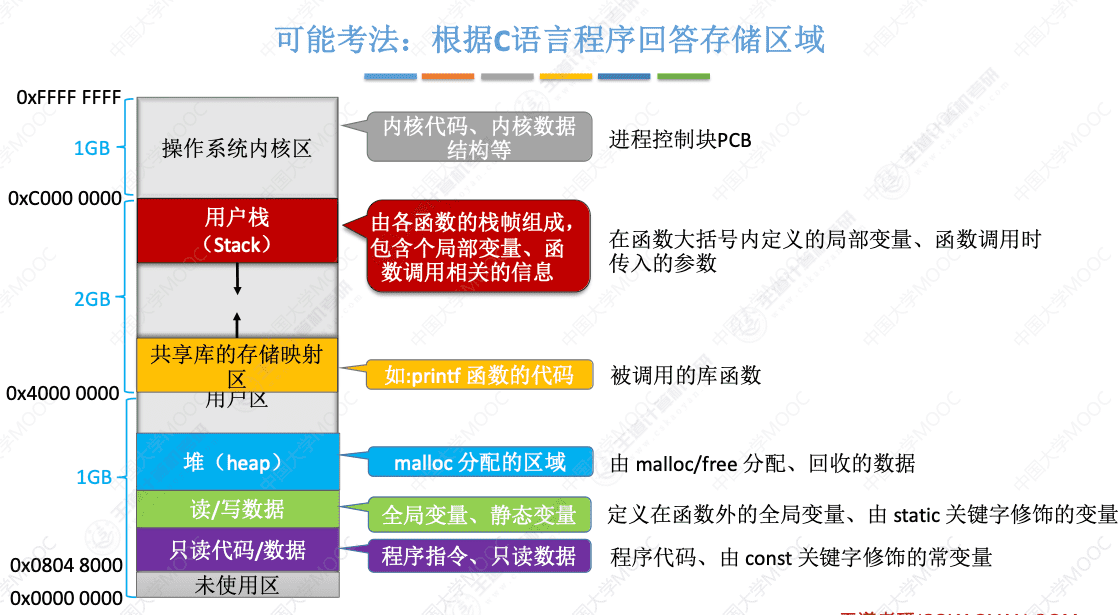 可能考法：根据C语言程序回答存储区域
0xFFFF FFFF
1GB
操作系统内核区
内核代码、内核数据
结构等
进程控制块PCB
0xC000 0000
用户栈
（Stack）
由各函数的栈帧组成，
包含个局部变量、函
数调用相关的信息
在函数大括号内定义的局部变量、函数调用时
传入的参数
2GB
共享库的存储映射
区
如:printf 函数的代码
被调用的库函数
0x4000 0000
用户区
1GB
堆（heap）
malloc 分配的区域
由 malloc/free 分配、回收的数据
读/写数据
全局变量、静态变量
定义在函数外的全局变量、由 static 关键字修饰的变量
只读代码/数据
程序指令、只读数据
程序代码、由 const 关键字修饰的常变量
0x0804 8000
未使用区
0x0000 0000